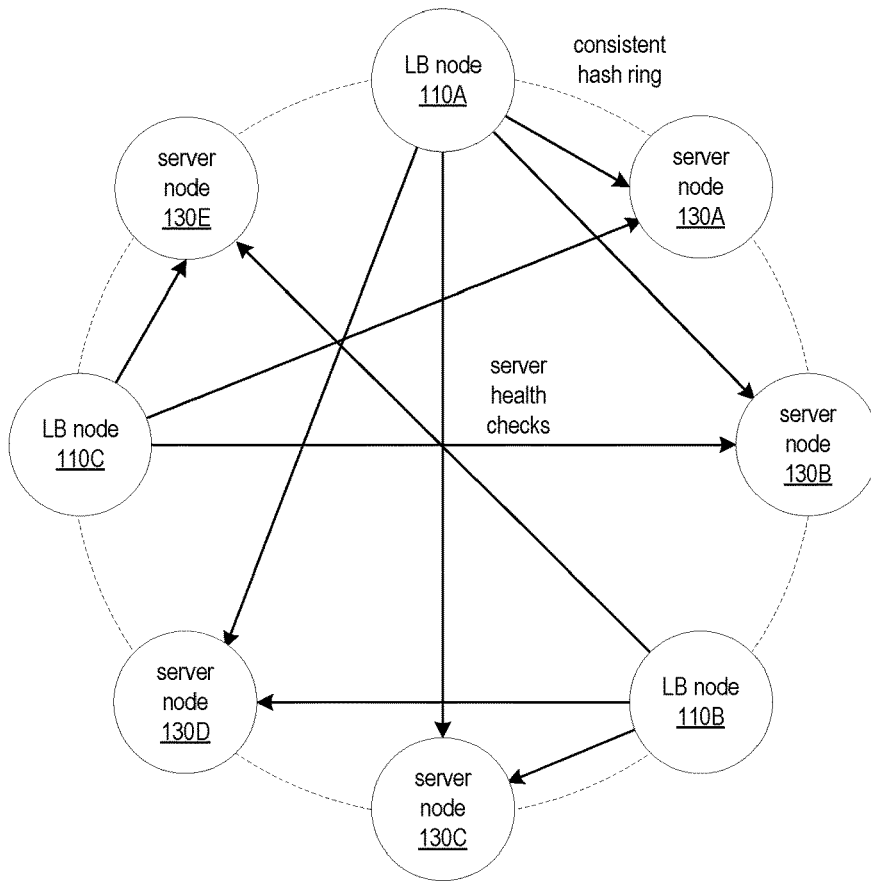 LB node
110A
consistent
hash ring
server
node
130E
server
node
130A
server
health
checks
LB node
110C
server
node
130B
server
node
130D
LB node
110B
server
node
130C